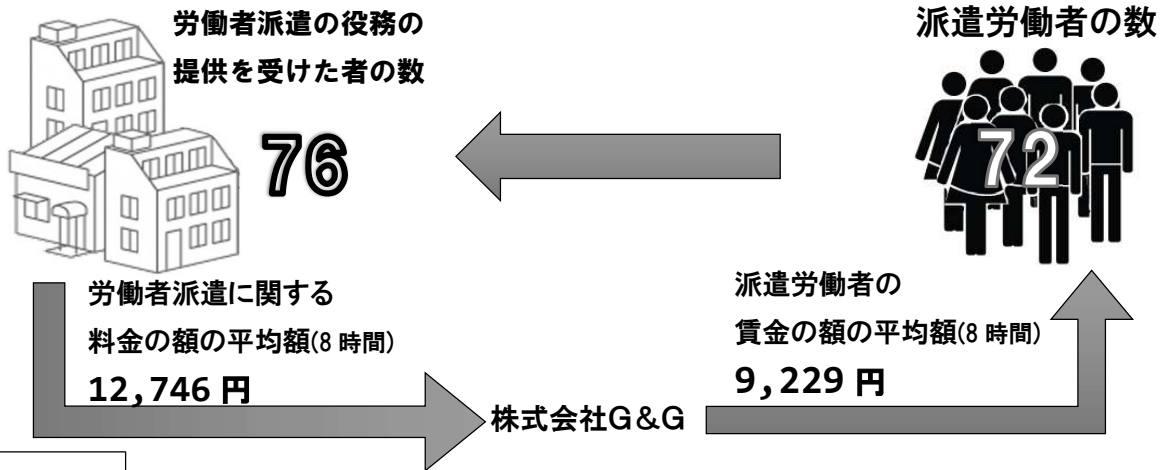 労働者派遣の役務の
提供を受けた者の数
76
派遣労働者の数
72
労働者派遣に関する
料金の額の平均額(8 時間)
12,746 円
派遣労働者の
賃金の額の平均額(8 時間)
9,229 円
株式会社G&G